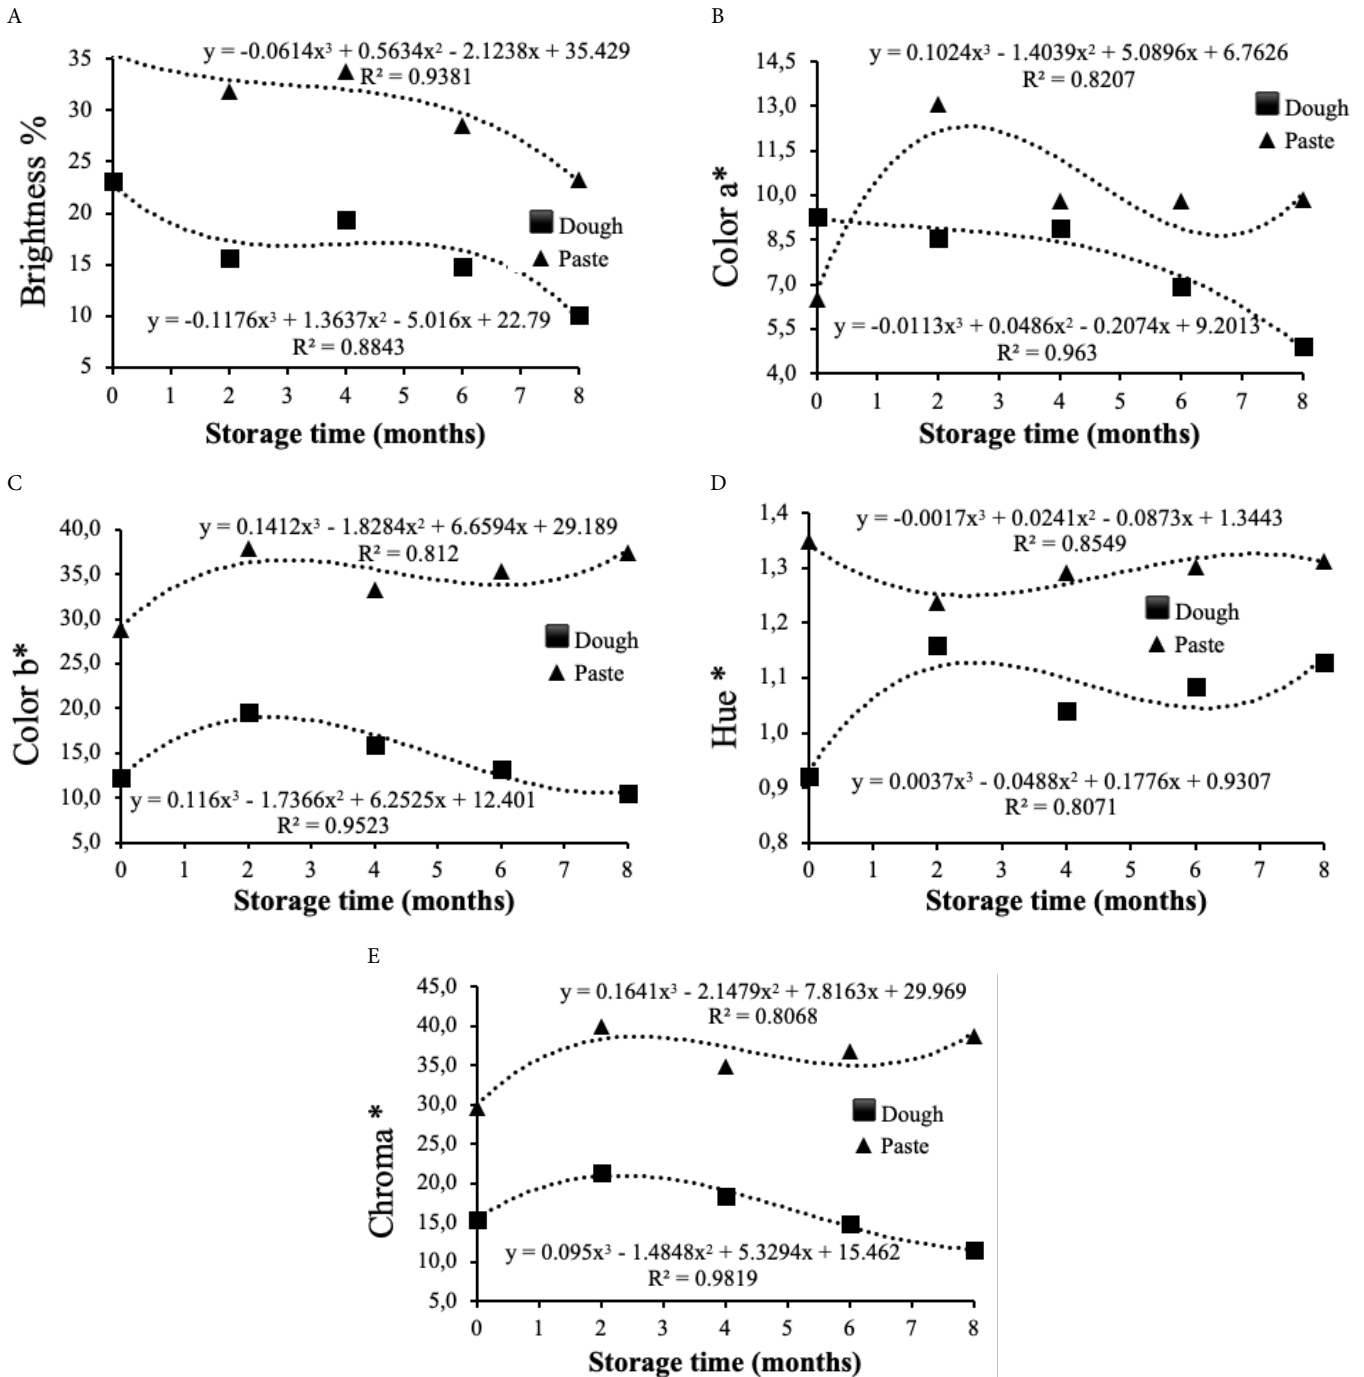 A
y = -0.0614x³ + 0.5634x² - 2.1238x + 35.429
R² = 0.9381
35
30
25
20
15
10
5
Brightness %
Dough
Paste
y = -0.1176x³ + 1.3637x² - 5.016x + 22.79
R² = 0.8843
0 1 2 3 4 5 6 7 8
Storage time (months)
B
y = 0.1024x³ - 1.4039x² + 5.0896x + 6.7626
R² = 0.8207
14,5
13,0
11,5
10,0
8,5
7,0
5,5
4,0
Color a*
Dough
Paste
y = -0.0113x³ + 0.0486x² - 0.2074x + 9.2013
R² = 0.963
0 1 2 3 4 5 6 7 8
Storage time (months)
C
y = 0.1412x³ - 1.8284x² + 6.6594x + 29.189
R² = 0.812
40,0
35,0
30,0
25,0
20,0
15,0
10,0
5,0
Color b*
Dough
Paste
y = 0.116x³ - 1.7366x² + 6.2525x + 12.401
R² = 0.9523
0 1 2 3 4 5 6 7 8
Storage time (months)
D
y = -0.0017x³ + 0.0241x² - 0.0873x + 1.3443
R² = 0.8549
1,4
1,3
1,2
1,1
1,0
0,9
0,8
Hue *
Dough
Paste
y = 0.0037x³ - 0.0488x² + 0.1776x + 0.9307
R² = 0.8071
0 1 2 3 4 5 6 7 8
Storage time (months)
E
y = 0.1641x³ - 2.1479x² + 7.8163x + 29.969
R² = 0.8068
45,0
40,0
35,0
30,0
25,0
20,0
15,0
10,0
5,0
Chroma *
Dough
Paste
y = 0.095x³ - 1.4848x² + 5.3294x + 15.462
R² = 0.9819
0 1 2 3 4 5 6 7 8
Storage time (months)